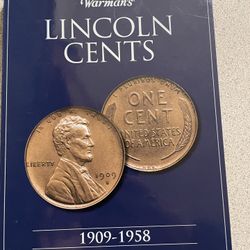 Warman's
LINCOLN
CENTS
LIBERTY
1909
ONE
CENT
UNITED STATES
OF AMERICA
1909-1958